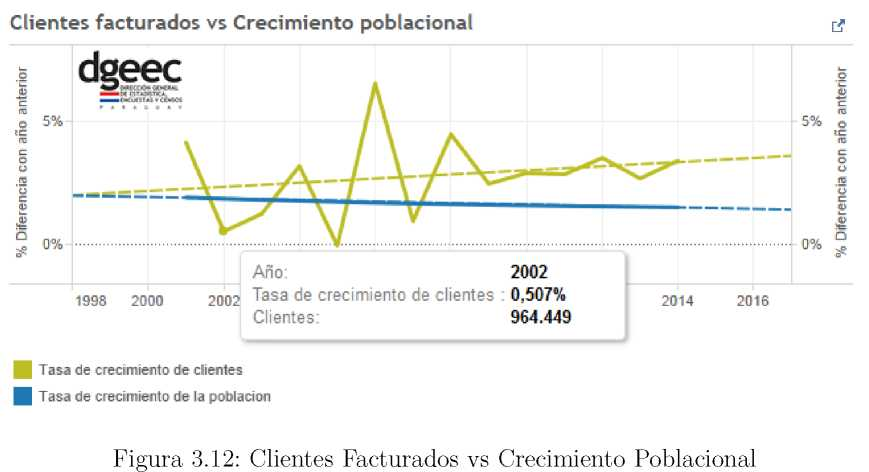 Clientes facturados vs Crecimiento poblacional
dgeec
DIRECCIÓN GENERAL
DE ESTADÍSTICA,
ENCUESTAS Y CENSOS
PARAGUAY
% Diferencia con año anterior
5%
0%
5%
0%
% Diferencia con año anterior
Año: 2002
Tasa de crecimiento de clientes : 0,507%
Clientes: 964.449
1998 2000 2002 2014 2016
Tasa de crecimiento de clientes
Tasa de crecimiento de la poblacion
Figura 3.12: Clientes Facturados vs Crecimiento Poblacional